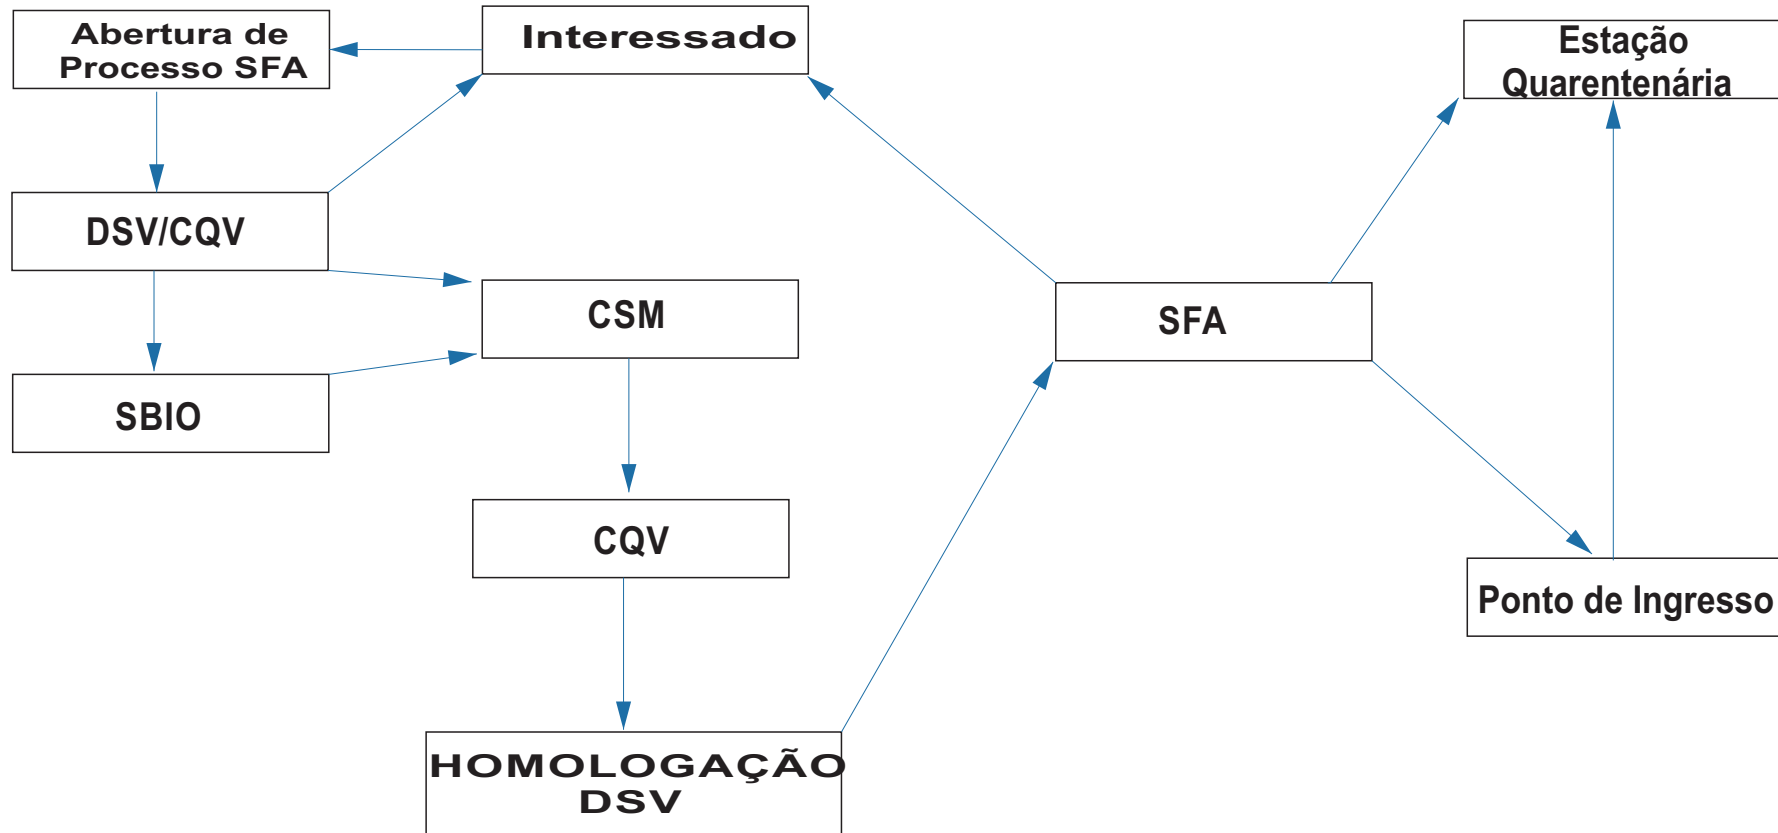 Abertura de
Processo SFA
Interessado
Estação
Quarentenária
DSV/CQV
CSM
SFA
SBIO
CQV
Ponto de Ingresso
HOMOLOGAÇÃO
DSV